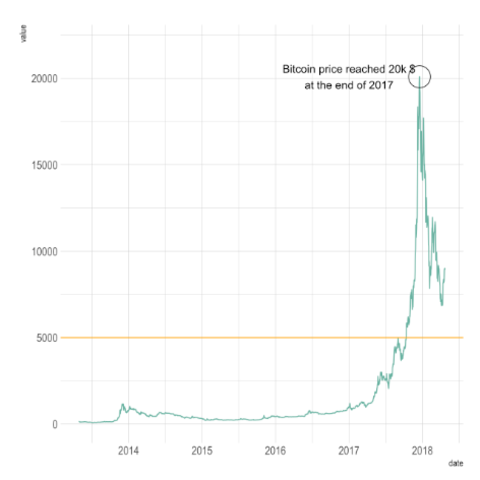 value
Bitcoin price reached 20k $
at the end of 2017
20000
15000
10000
5000
0
2014 2015 2016 2017 2018
date